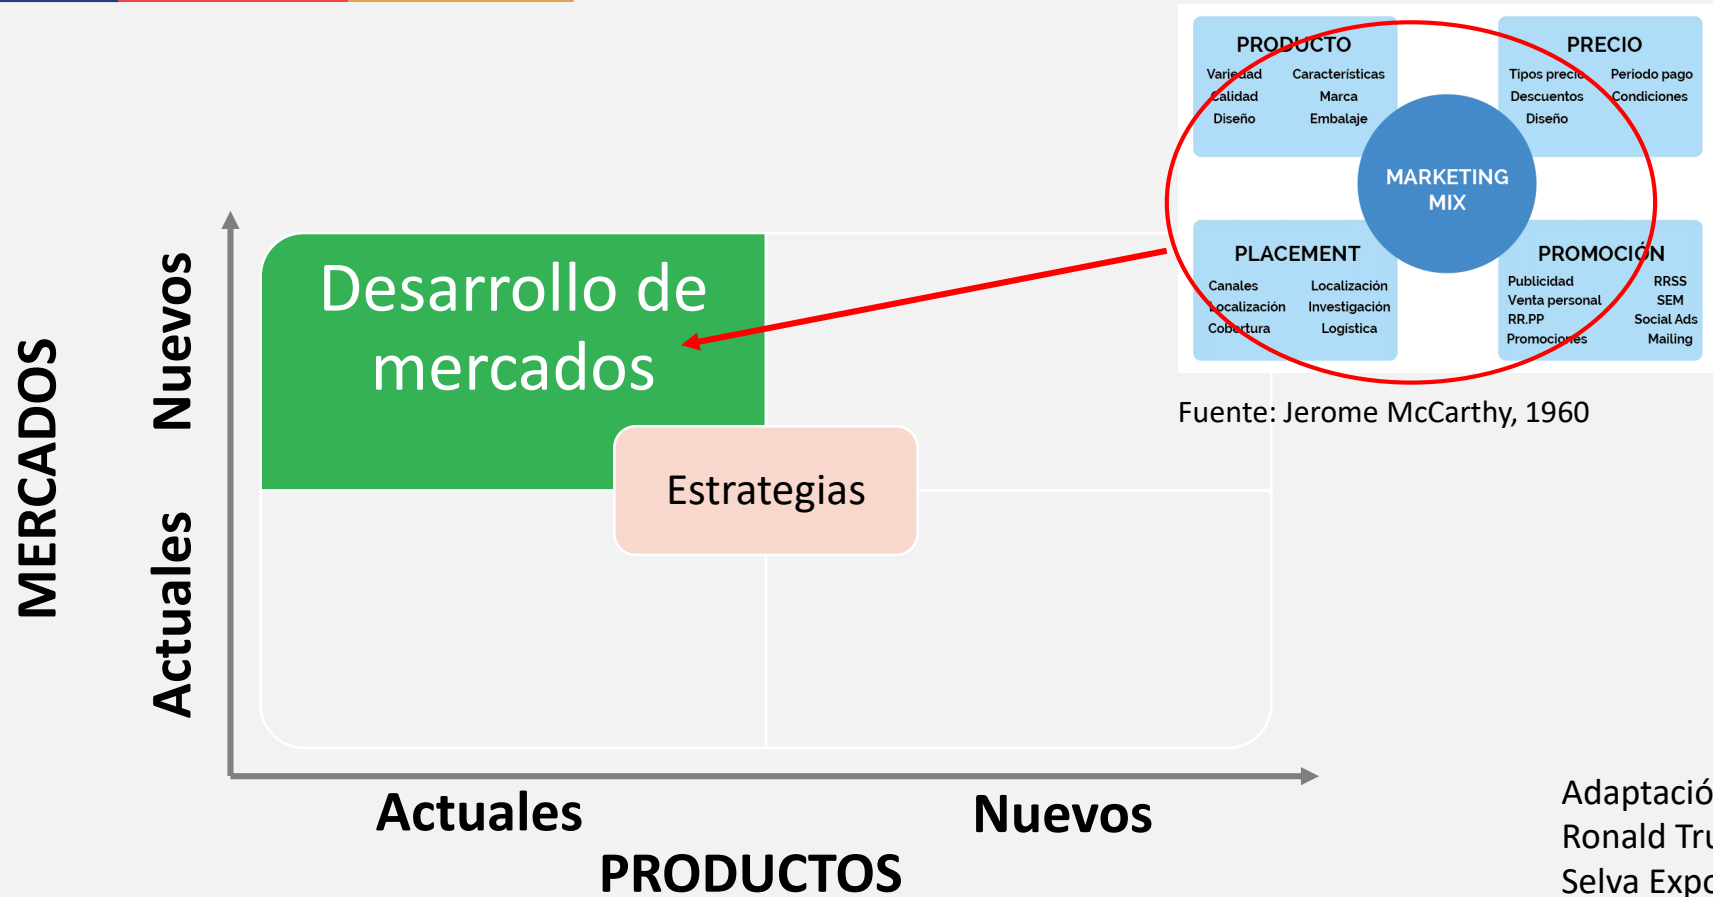 PRODUCTO
Variedad Características
Calidad Marca
Diseño Embalaje
PRECIO
Tipos precio Periodo pago
Descuentos Condiciones
Diseño
MARKETING
MIX
PLACEMENT
Canales Localización
Localización Investigación
Cobertura Logística
PROMOCIÓN
Publicidad RRSS
Venta personal SEM
RR.PP Social Ads
Promociones Mailing
Fuente: Jerome McCarthy, 1960
MERCADOS
Nuevos
Actuales
Desarrollo de
mercados
Estrategias
Actuales
Nuevos
PRODUCTOS
Ronald
Selva